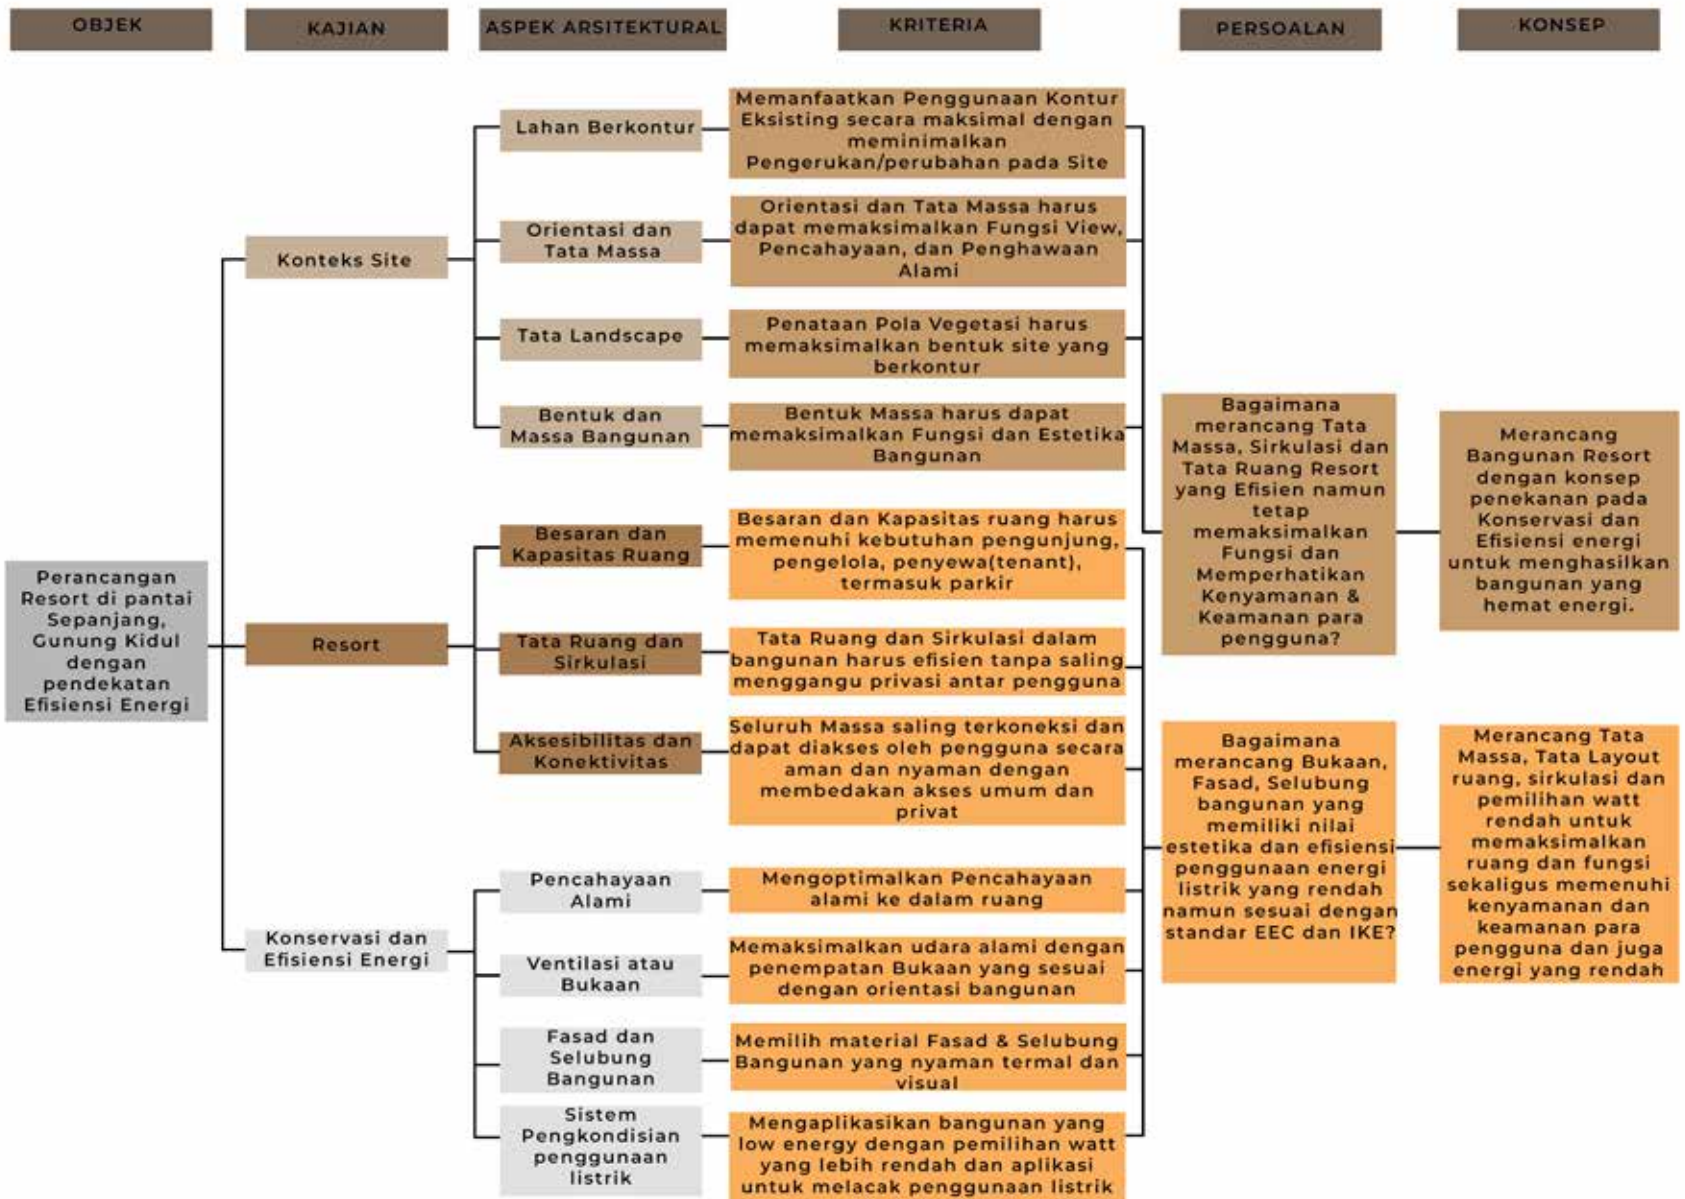 OBJEK
KAJIAN
ASPEK ARSITEKTURAL
KRITERIA
PERSOALAN
KONSEP
Perancangan
Resort di pantai
Sepanjang,
Gunung Kidul
dengan
pendekatan
Efisiensi Energi
Konteks Site
Resort
Konservasi dan
Efisiensi Energi
Lahan Berkontur
Orientasi dan
Tata Massa
Tata Landscape
Bentuk dan
Massa Bangunan
Besaran dan
Kapasitas Ruang
Tata Ruang dan
Sirkulasi
Aksesibilitas dan
Konektivitas
Pencahayaan
Alami
Ventilasi atau
Bukaan
Fasad dan
Selubung
Bangunan
Sistem
Pengkondisian
penggunaan
listrik
Memanfaatkan Penggunaan Kontur
Eksisting secara maksimal dengan
meminimalkan
Pengerukan/perubahan pada Site
Orientasi dan Tata Massa harus
dapat memaksimalkan Fungsi View,
Pencahayaan, dan Penghawaan
Alami
Penataan Pola Vegetasi harus
memaksimalkan bentuk site yang
berkontur
Bentuk Massa harus dapat
memaksimalkan Fungsi dan Estetika
Bangunan
Besaran dan Kapasitas ruang harus
memenuhi kebutuhan pengunjung,
pengelola, penyewa(tenant),
termasuk parkir
Tata Ruang dan Sirkulasi dalam
bangunan harus efisien tanpa saling
menggangu privasi antar pengguna
Seluruh Massa saling terkoneksi dan
dapat diakses oleh pengguna secara
aman dan nyaman dengan
membedakan akses umum dan
privat
Mengoptimalkan Pencahayaan
alami ke dalam ruang
Memaksimalkan udara alami dengan
penempatan Bukaan yang sesuai
dengan orientasi bangunan
Memilih material Fasad & Selubung
Bangunan yang nyaman termal dan
visual
Mengaplikasikan bangunan yang
low energy dengan pemilihan watt
yang lebih rendah dan aplikasi
untuk melacak penggunaan listrik
Bagaimana
merancang Tata
Massa, Sirkulasi dan
Tata Ruang Resort
yang Efisien namun
tetap
memaksimalkan
Fungsi dan
Memperhatikan
Kenyamanan &
Keamanan para
pengguna?
Bagaimana
merancang Bukaan,
Fasad, Selubung
bangunan yang
memiliki nilai
estetika dan efisiensi
penggunaan energi
listrik yang rendah
namun sesuai dengan
standar EEC dan IKE?
Merancang
Bangunan Resort
dengan konsep
penekanan pada
Konservasi dan
Efisiensi energi
untuk menghasilkan
bangunan yang
hemat energi.
Merancang Tata
Massa, Tata Layout
ruang, sirkulasi dan
pemilihan watt
rendah untuk
memaksimalkan
ruang dan fungsi
sekaligus memenuhi
kenyamanan dan
keamanan para
pengguna dan juga
energi yang rendah